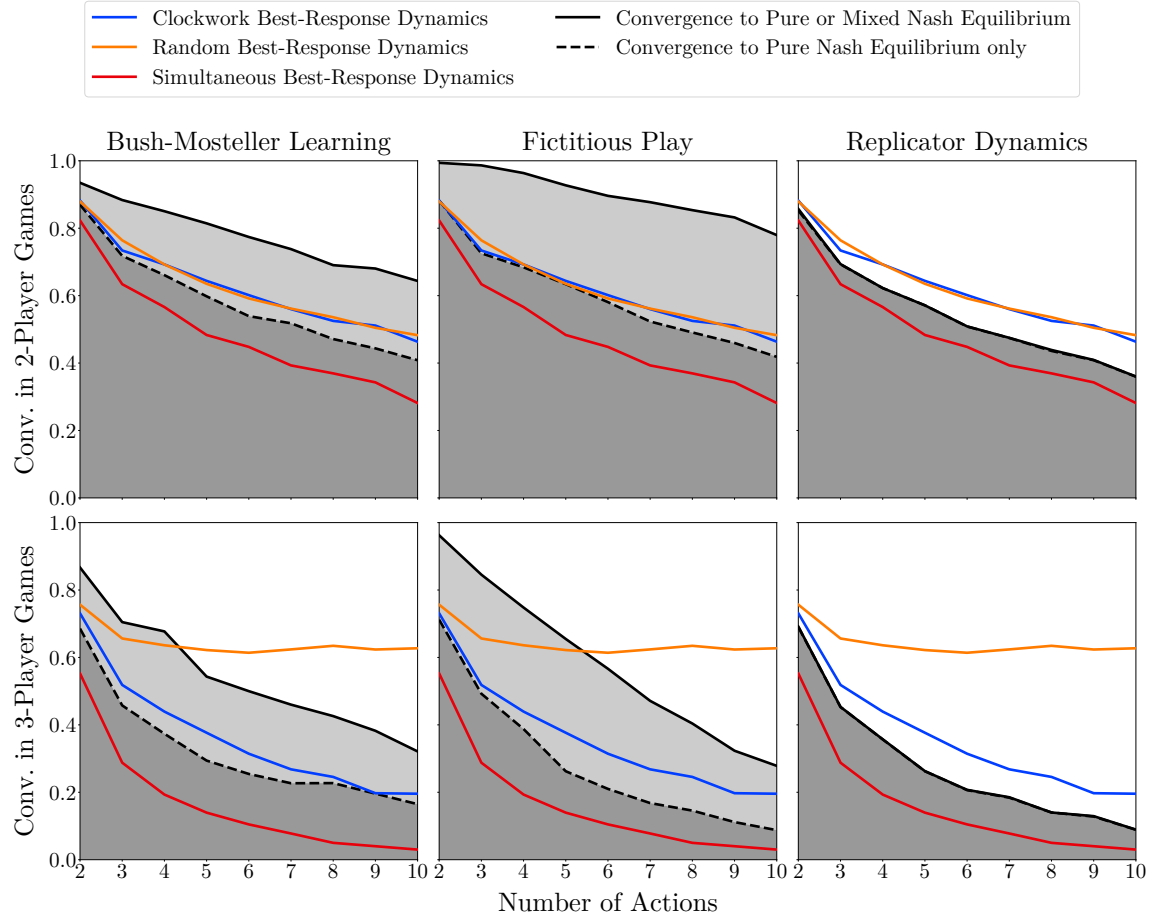 Clockwork Best-Response Dynamics
Random Best-Response Dynamics
Simultaneous Best-Response Dynamics
Convergence to Pure or Mixed Nash Equilibrium
Convergence to Pure Nash Equilibrium only
Bush-Mosteller Learning
Fictitious Play
Replicator Dynamics
Conv. in 2-Player Games
1.0
0.8
0.6
0.4
0.2
0.0
Conv. in 3-Player Games
1.0
0.8
0.6
0.4
0.2
0.0
2 3 4 5 6 7 8 9 10
2 3 4 5 6 7 8 9 10
2 3 4 5 6 7 8 9 10
Number of Actions